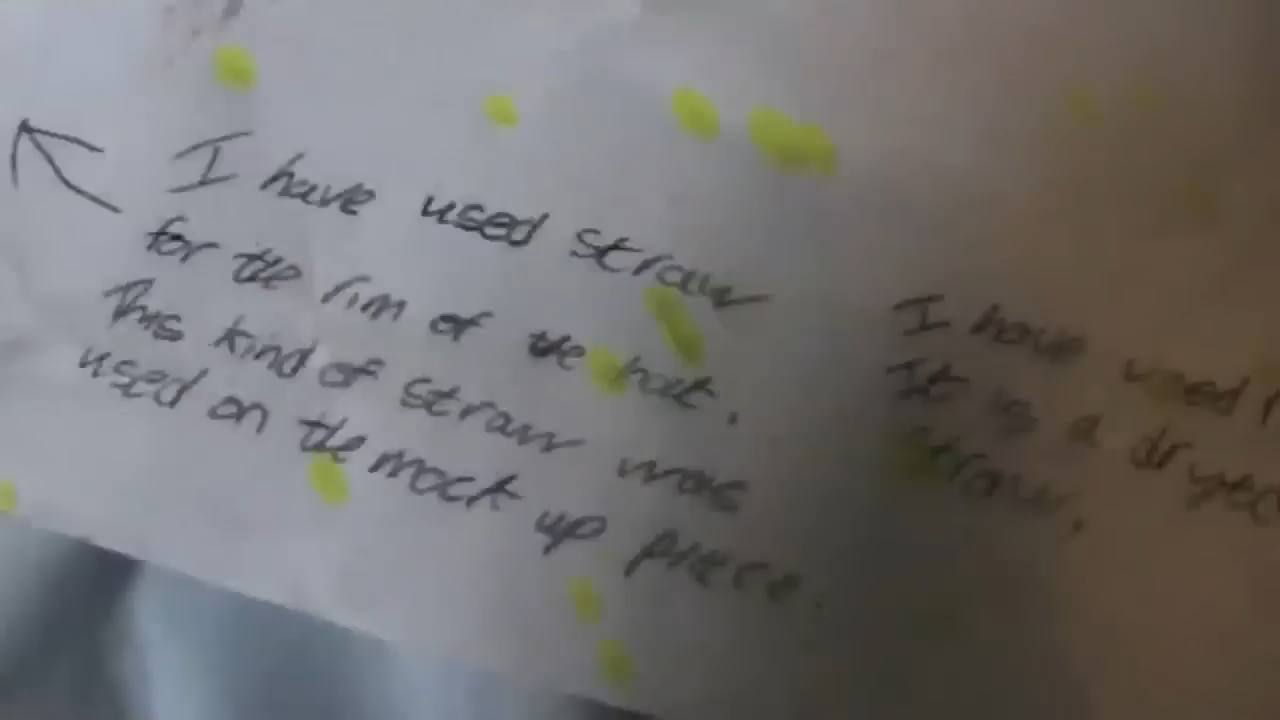 I have used straw
for the rim of the hat.
This kind of straw was
used on the mock up piece.
I have used
It is a dryed
straw.